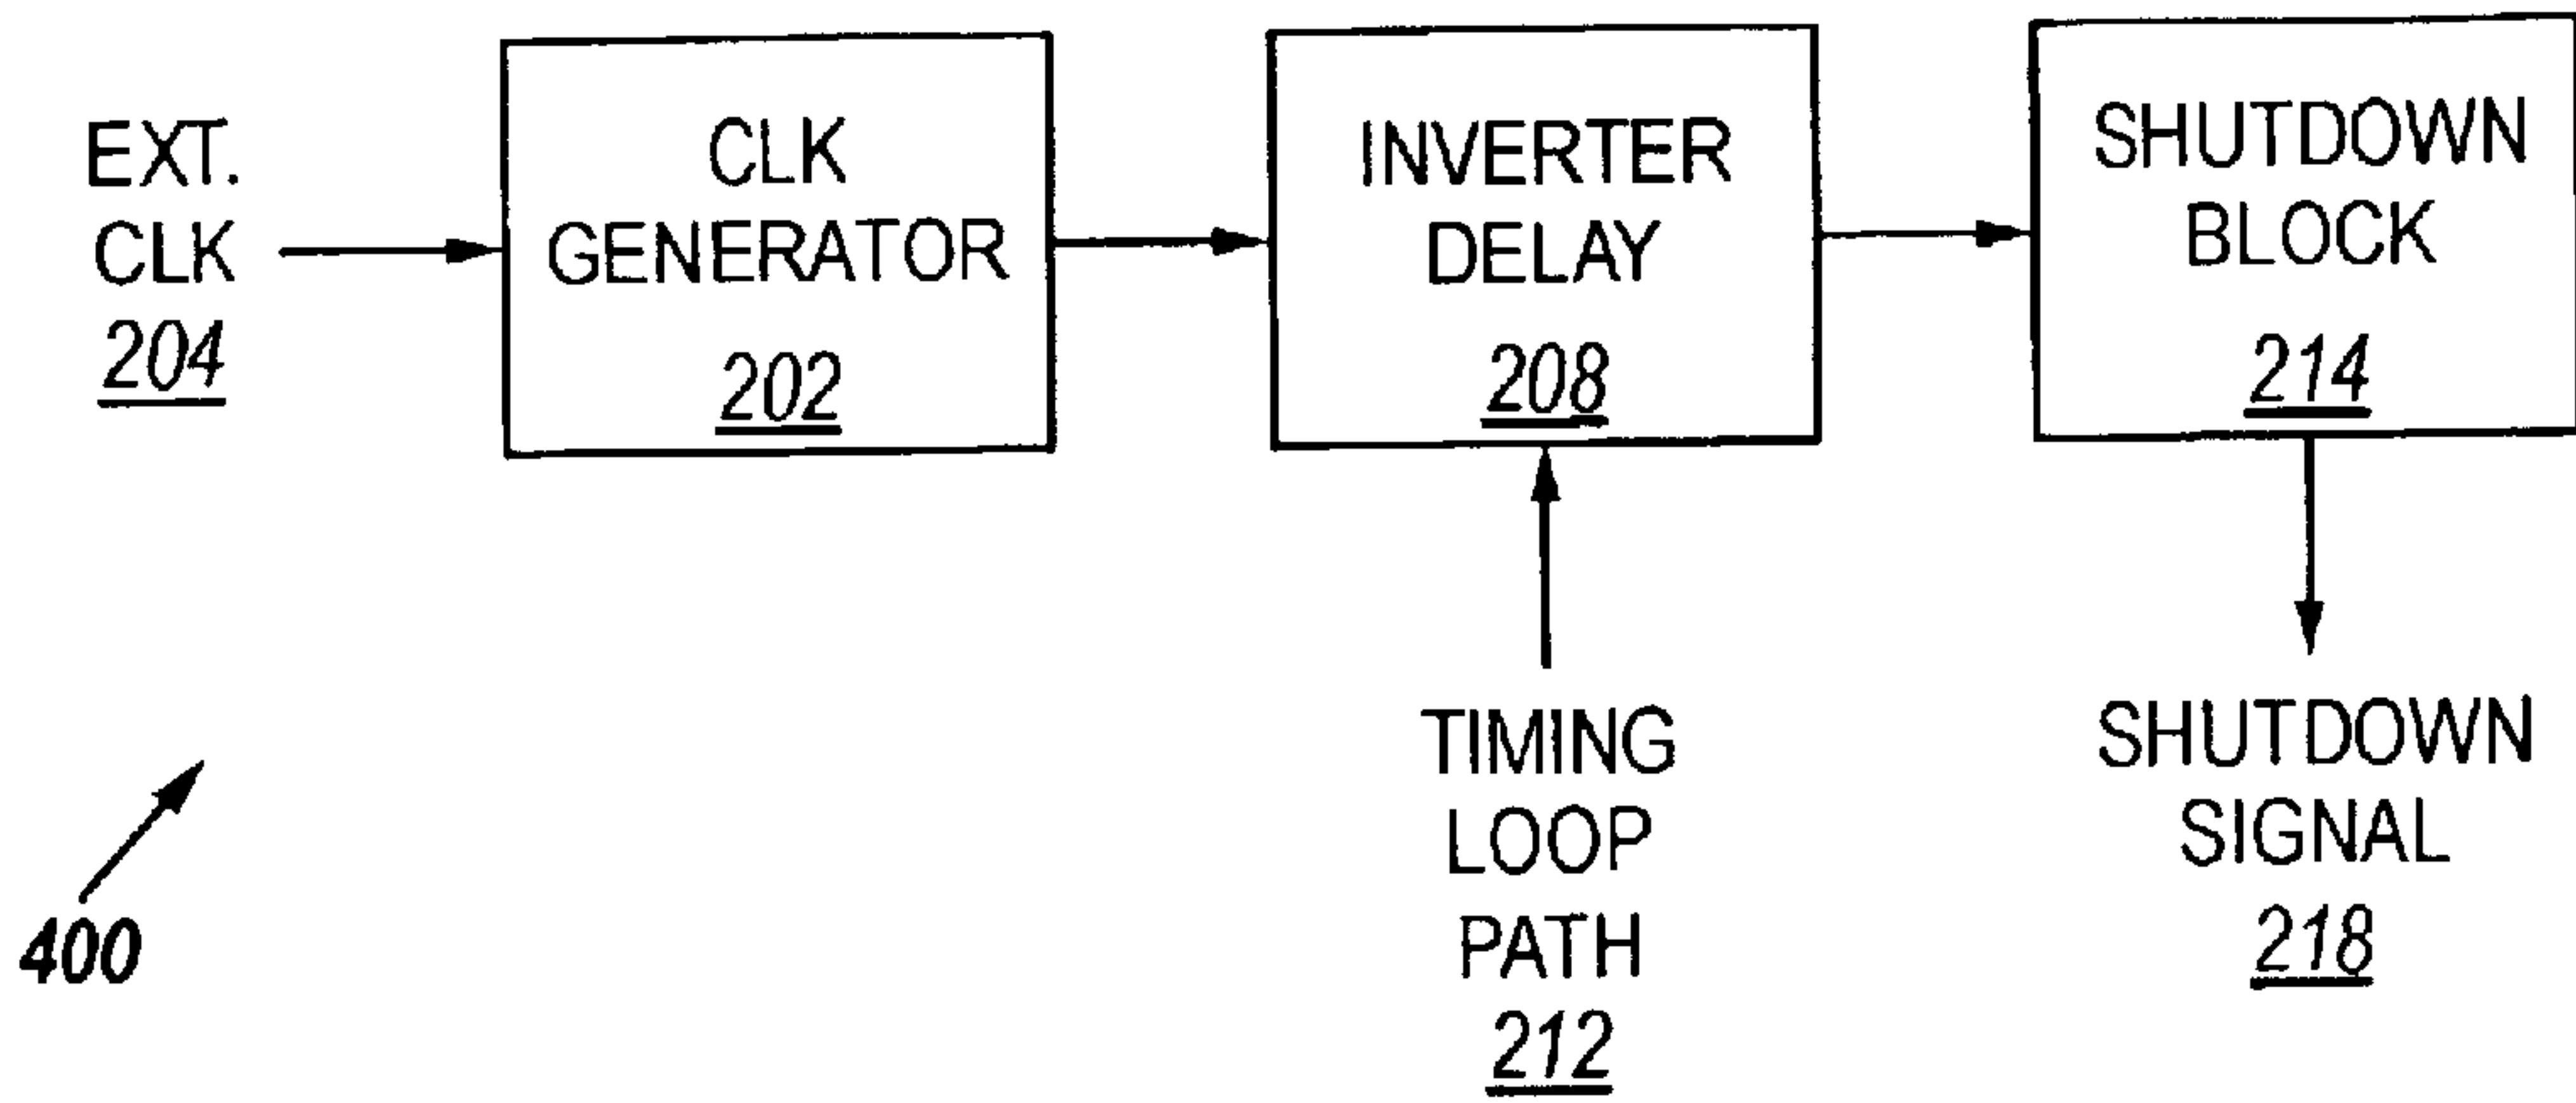 EXT.
CLK
204
CLK
GENERATOR
202
INVERTER
DELAY
208
SHUTDOWN
BLOCK
214
TIMING
LOOP
PATH
212
SHUTDOWN
SIGNAL
218
400